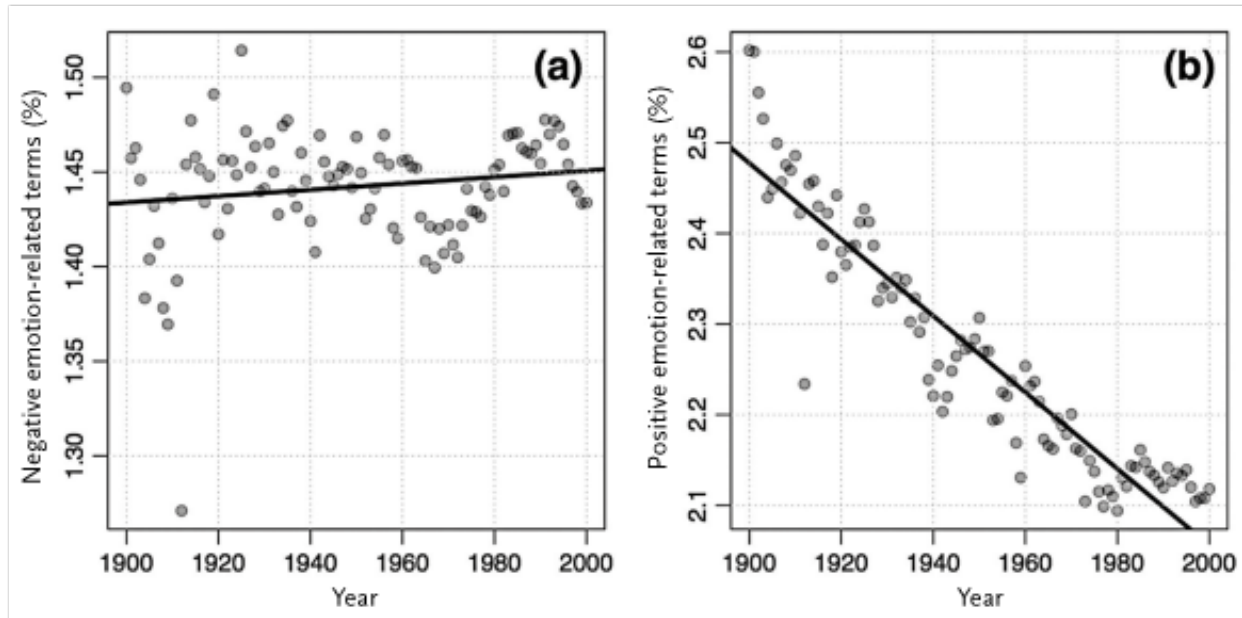 (a)
Negative emotion-related terms (%)
1.50
1.45
1.40
1.35
1.30
1900 1920 1940 1960 1980 2000
Year
(b)
Positive emotion-related terms (%)
2.6
2.5
2.4
2.3
2.2
2.1
1900 1920 1940 1960 1980 2000
Year